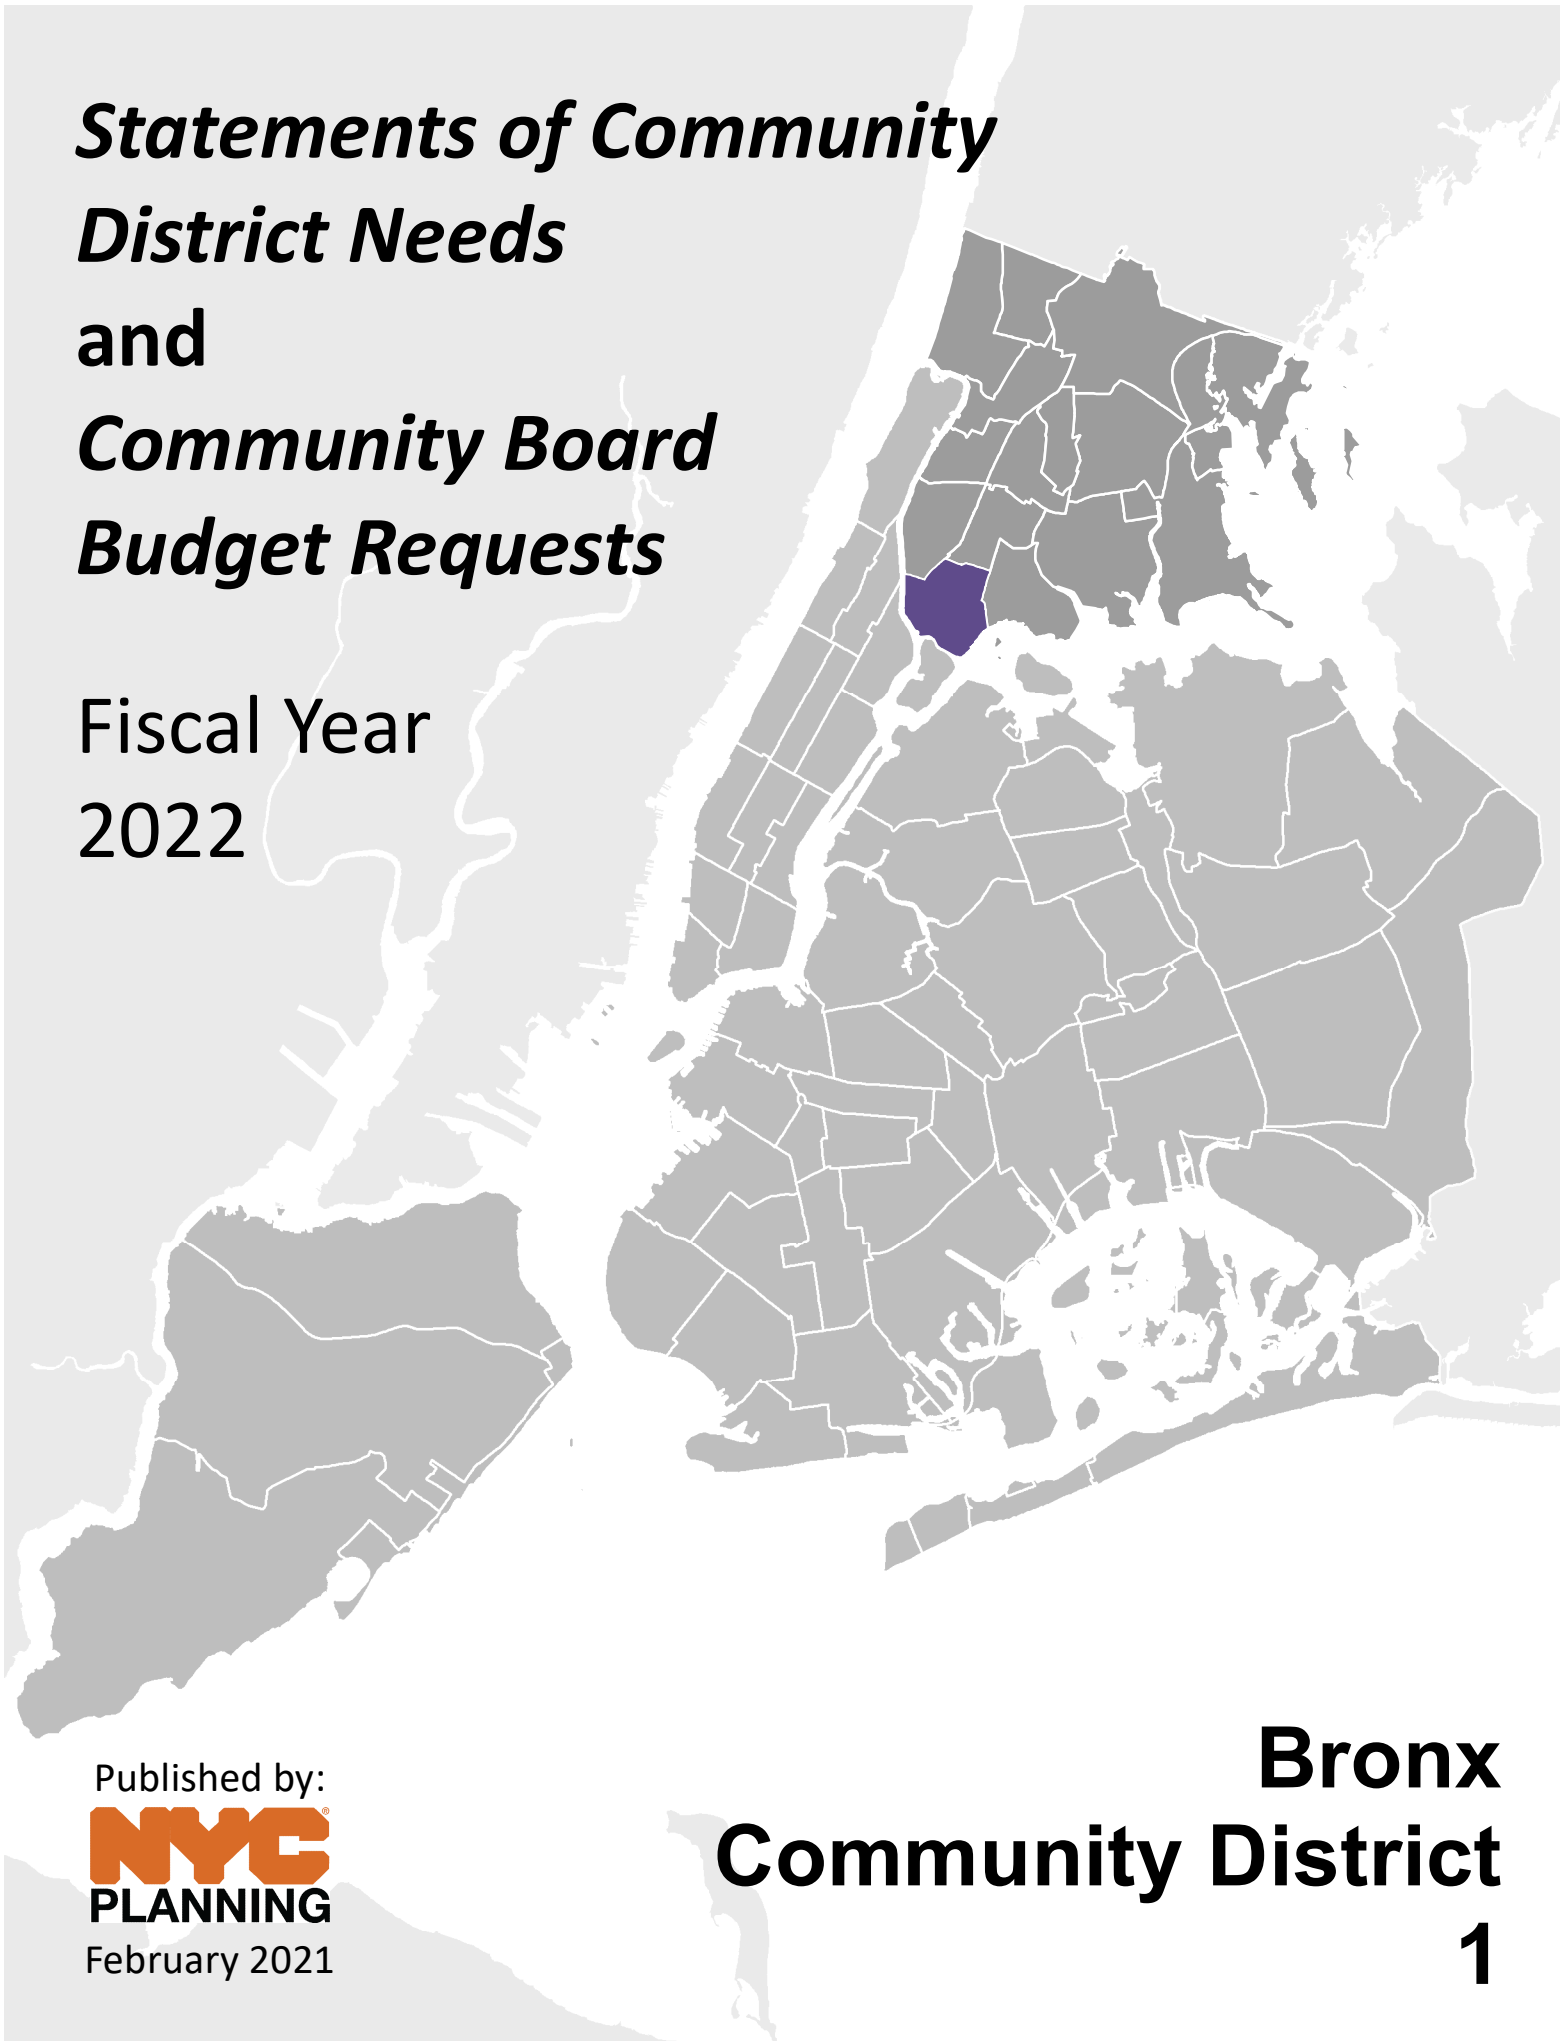 Statements of Community
District Needs
and
Community Board
Budget Requests
Fiscal Year
2022
Published by:
NYC®
PLANNING
February 2021
Bronx
Community District
1